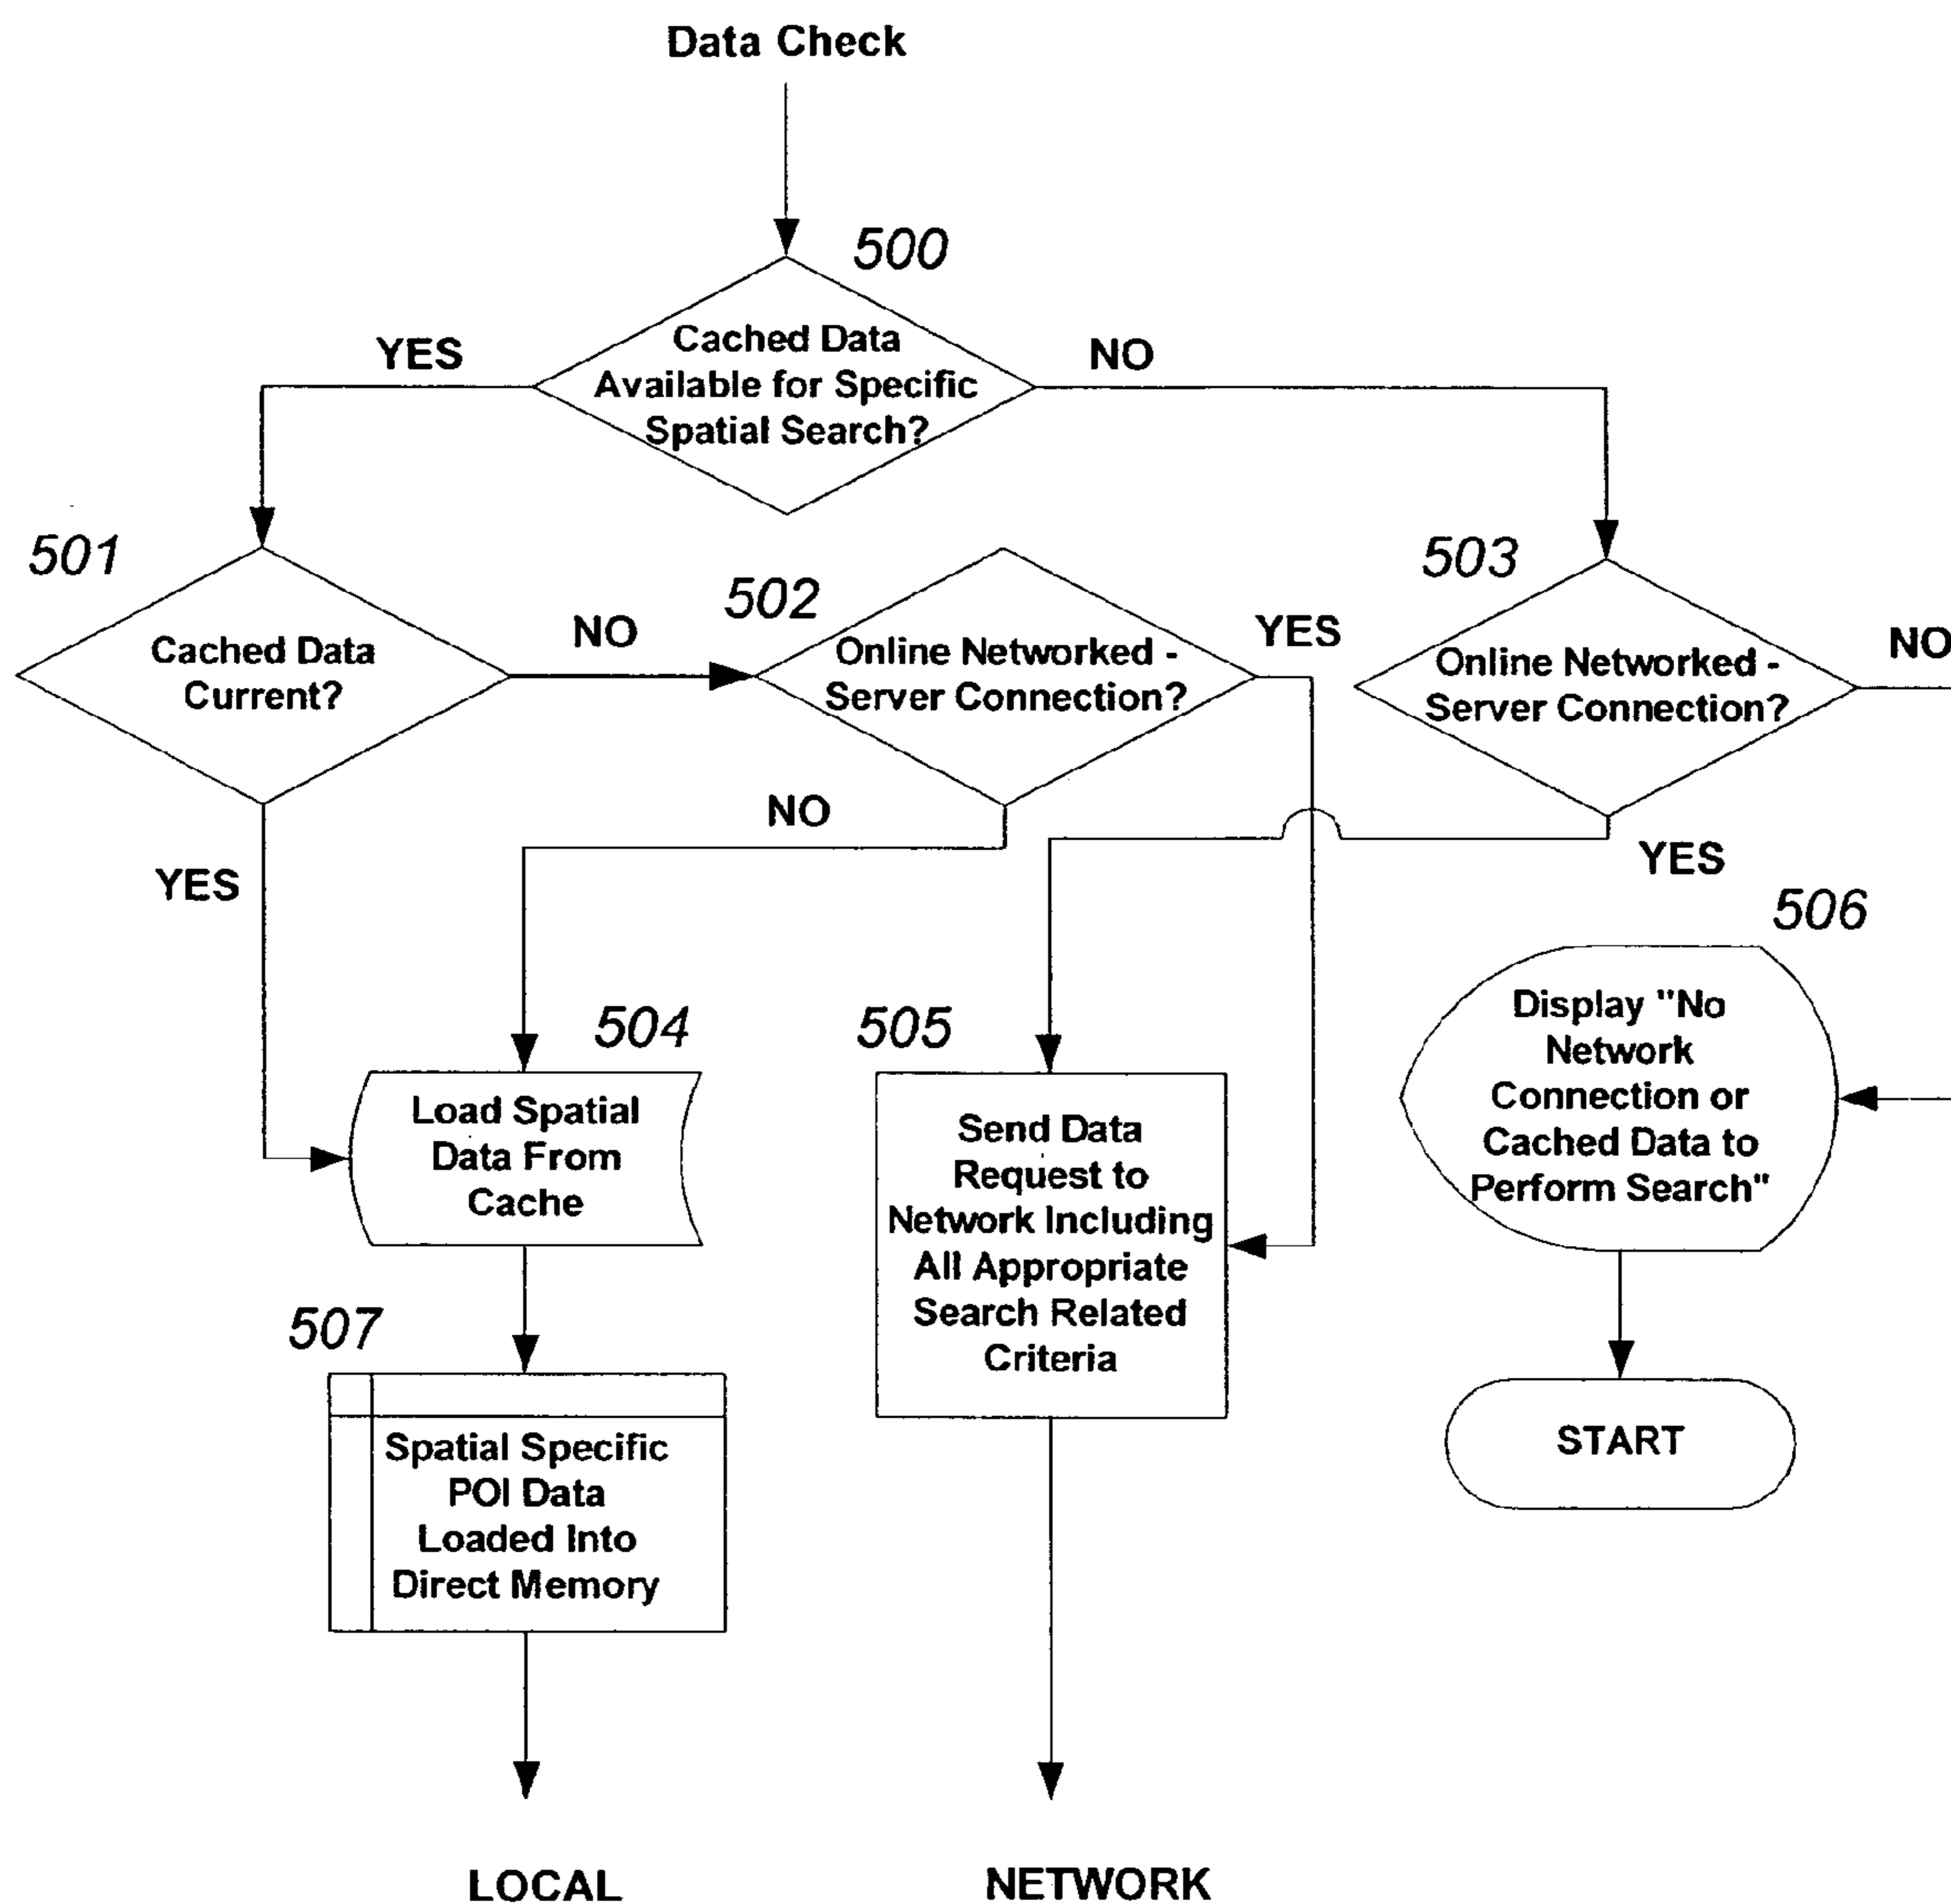 Data Check
500
Cached Data
Available for Specific
Spatial Search?
YES
NO
501
Cached Data
Current?
NO
502
Online Networked -
Server Connection?
YES
503
Online Networked -
Server Connection?
NO
YES
NO
YES
504
Load Spatial
Data From
Cache
505
Send Data
Request to
Network Including
All Appropriate
Search Related
Criteria
506
Display "No
Network
Connection or
Cached Data to
Perform Search"
507
Spatial Specific
POI Data
Loaded Into
Direct Memory
START
LOCAL
NETWORK